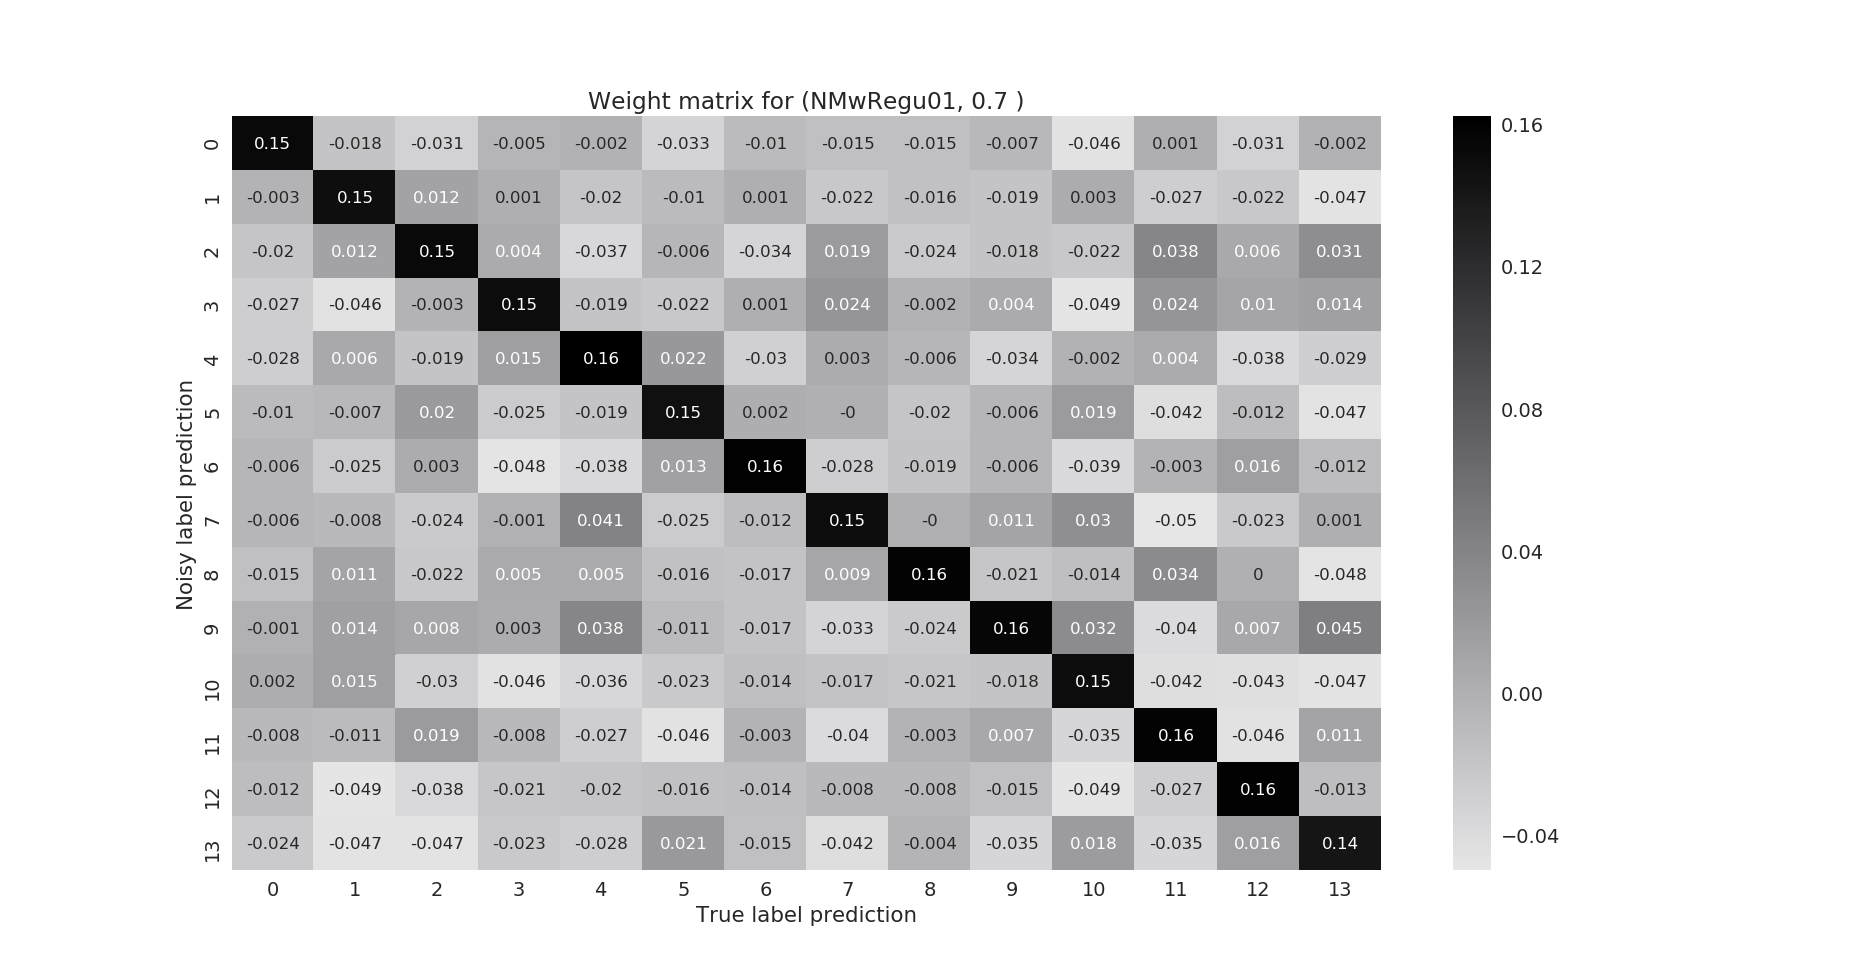 Weight matrix for (NMwRegu01, 0.7 )
0 0.15 -0.018 -0.031 -0.005 -0.002 -0.033 -0.01 -0.015 -0.015 -0.007 -0.046 0.001 -0.031 -0.002
1 -0.003 0.15 0.012 0.001 -0.02 -0.01 0.001 -0.022 -0.016 -0.019 0.003 -0.027 -0.022 -0.047
2 -0.02 0.012 0.15 0.004 -0.037 -0.006 -0.034 0.019 -0.024 -0.018 -0.022 0.038 0.006 0.031
3 -0.027 -0.046 -0.003 0.15 -0.019 -0.022 0.001 0.024 -0.002 0.004 -0.049 0.024 0.01 0.014
4 -0.028 0.006 -0.019 0.015 0.16 0.022 -0.03 0.003 -0.006 -0.034 -0.002 0.004 -0.038 -0.029
5 -0.01 -0.007 0.02 -0.025 -0.019 0.15 0.002 -0 -0.02 -0.006 0.019 -0.042 -0.012 -0.047
6 -0.006 -0.025 0.003 -0.048 -0.038 0.013 0.16 -0.028 -0.019 -0.006 -0.039 -0.003 0.016 -0.012
7 -0.006 -0.008 -0.024 -0.001 0.041 -0.025 -0.012 0.15 -0 0.011 0.03 -0.05 -0.023 0.001
8 -0.015 0.011 -0.022 0.005 0.005 -0.016 -0.017 0.009 0.16 -0.021 -0.014 0.034 0 -0.048
9 -0.001 0.014 0.008 0.003 0.038 -0.011 -0.017 -0.033 -0.024 0.16 0.032 -0.04 0.007 0.045
10 0.002 0.015 -0.03 -0.046 -0.036 -0.023 -0.014 -0.017 -0.021 -0.018 0.15 -0.042 -0.043 -0.047
11 -0.008 -0.011 0.019 -0.008 -0.027 -0.046 -0.003 -0.04 -0.003 0.007 -0.035 0.16 -0.046 0.011
12 -0.012 -0.049 -0.038 -0.021 -0.02 -0.016 -0.014 -0.008 -0.008 -0.015 -0.049 -0.027 0.16 -0.013
13 -0.024 -0.047 -0.047 -0.023 -0.028 0.021 -0.015 -0.042 -0.004 -0.035 0.018 -0.035 0.016 0.14
0 1 2 3 4 5 6 7 8 9 10 11 12 13
True label prediction
Noisy label prediction
0.16
0.12
0.08
0.04
0.00
−0.04